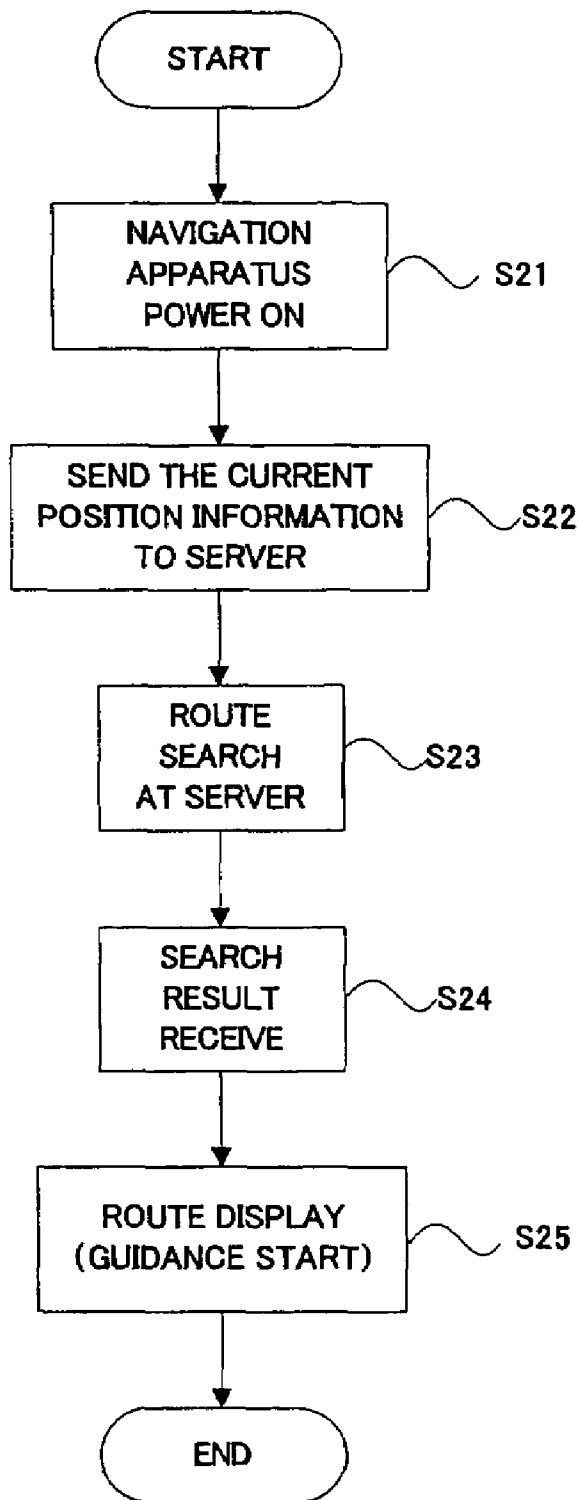 START
NAVIGATION
APPARATUS
POWER ON
S21
SEND THE CURRENT
POSITION INFORMATION
TO SERVER
S22
ROUTE
SEARCH
AT SERVER
S23
SEARCH
RESULT
RECEIVE
S24
ROUTE DISPLAY
(GUIDANCE START)
S25
END